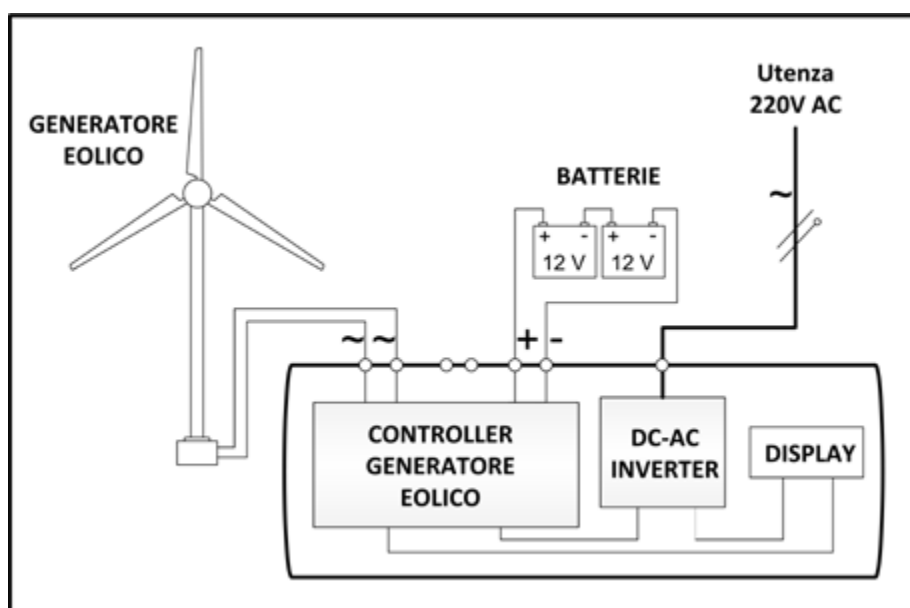 GENERATORE
EOLICO
Utenza
220V AC
~
BATTERIE
+ - + -
12 V 12 V
~ ~ + -
CONTROLLER
GENERATORE
EOLICO
DC-AC
INVERTER
DISPLAY